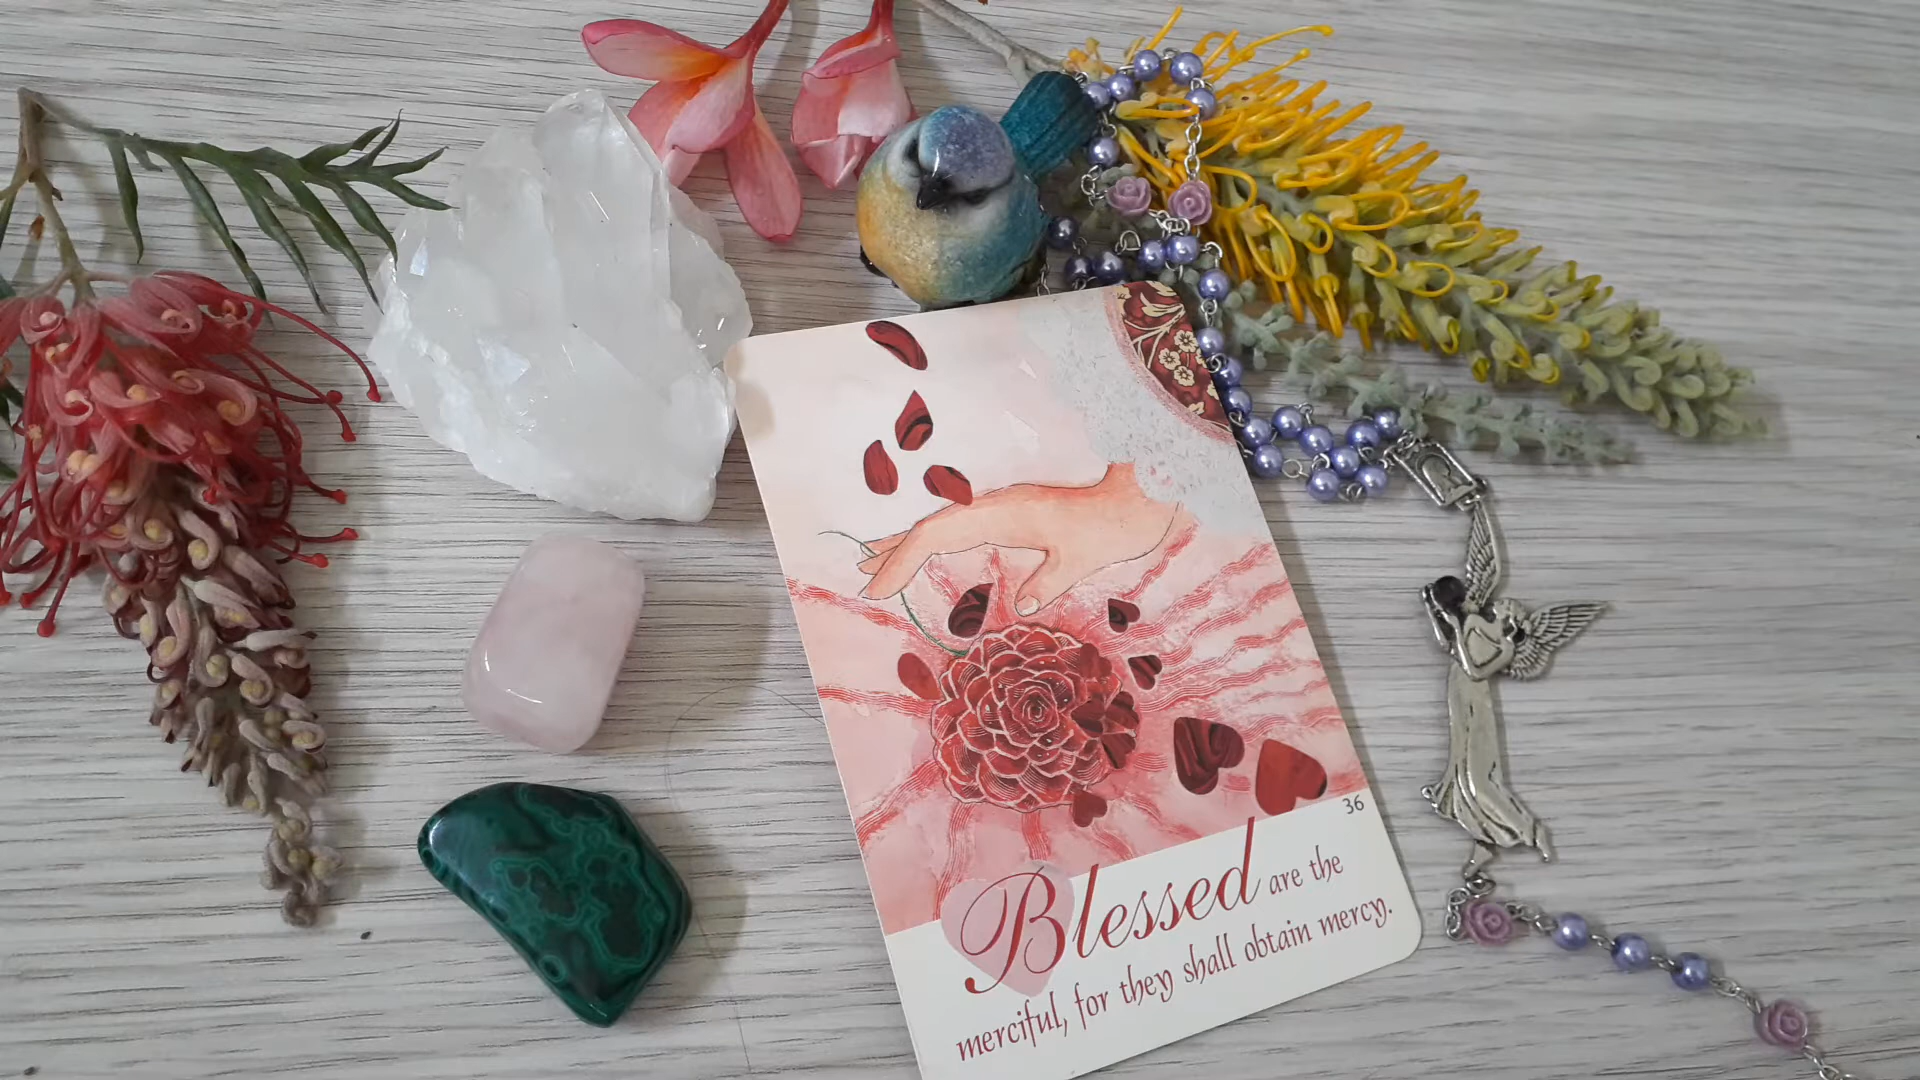 36
Blessed are the
merciful, for they shall obtain mercy.